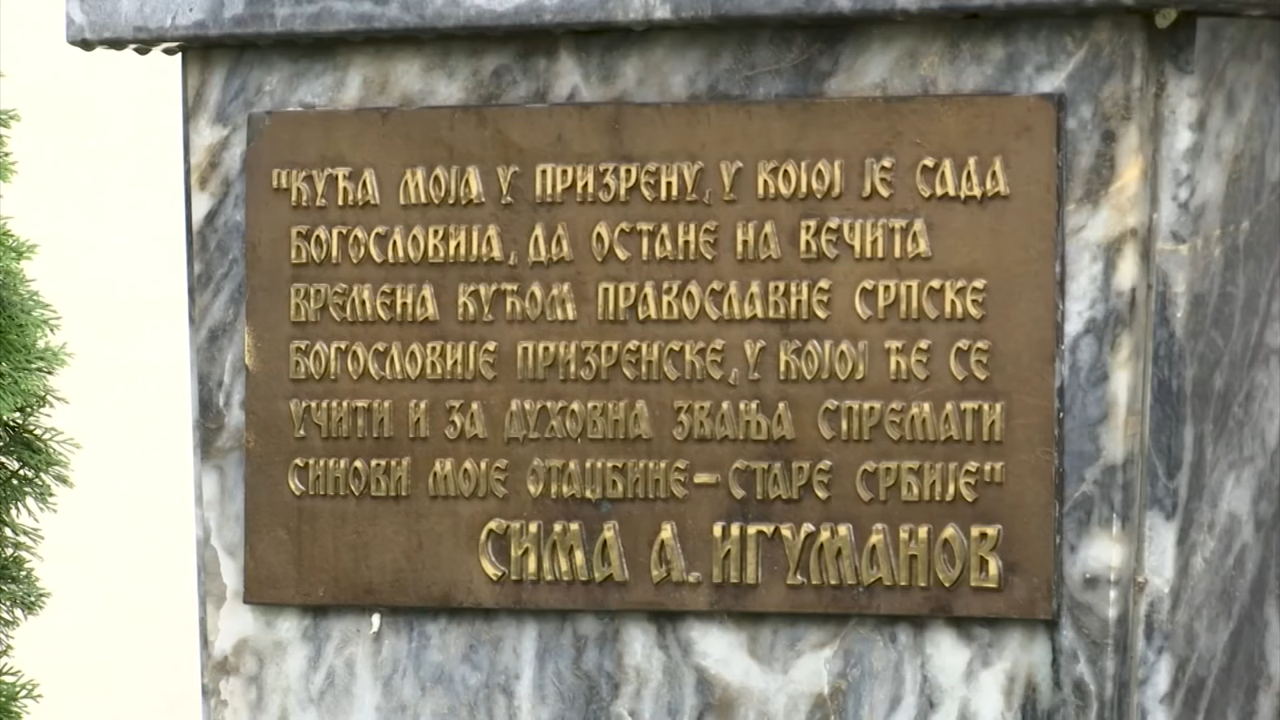 "КУЋА МОЈА У ПРИЗРЕНУ, У КОЈОЈ ЈЕ САДА
БОГОСЛОВИЈА, ДА ОСТАНЕ НА ВЕЧИТА
ВРЕМЕНА КУЋОМ ПРАВОСЛАВНЕ СРПСКЕ
БОГОСЛОВИЈЕ ПРИЗРЕНСКЕ, У КОЈОЈ ЋЕ СЕ
УЧИТИ И ЗА ДУХОВНА ЗВАЊА СПРЕМАТИ
СИНОВИ МОЈЕ ОТАЏБИНЕ–СТАРЕ СРБИЈЕ"
СИМА А. ИГУМАНОВ